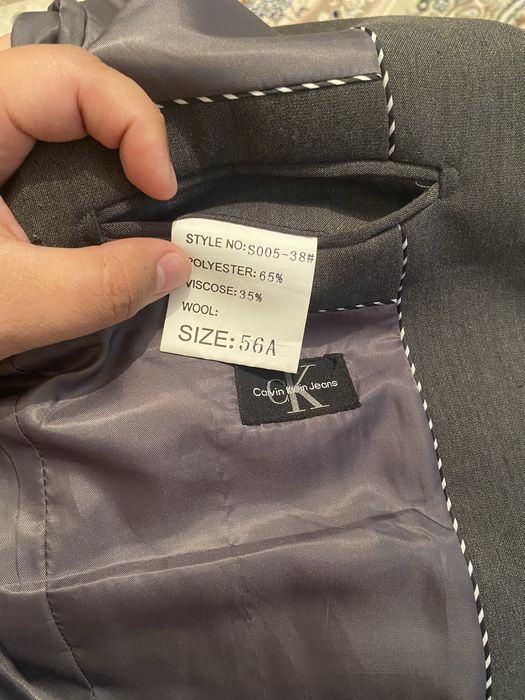 STYLE NO:S005-38#
POLYESTER:65%
VISCOSE:35%
WOOL:
SIZE:56A
CK
Calvin Klein Jeans